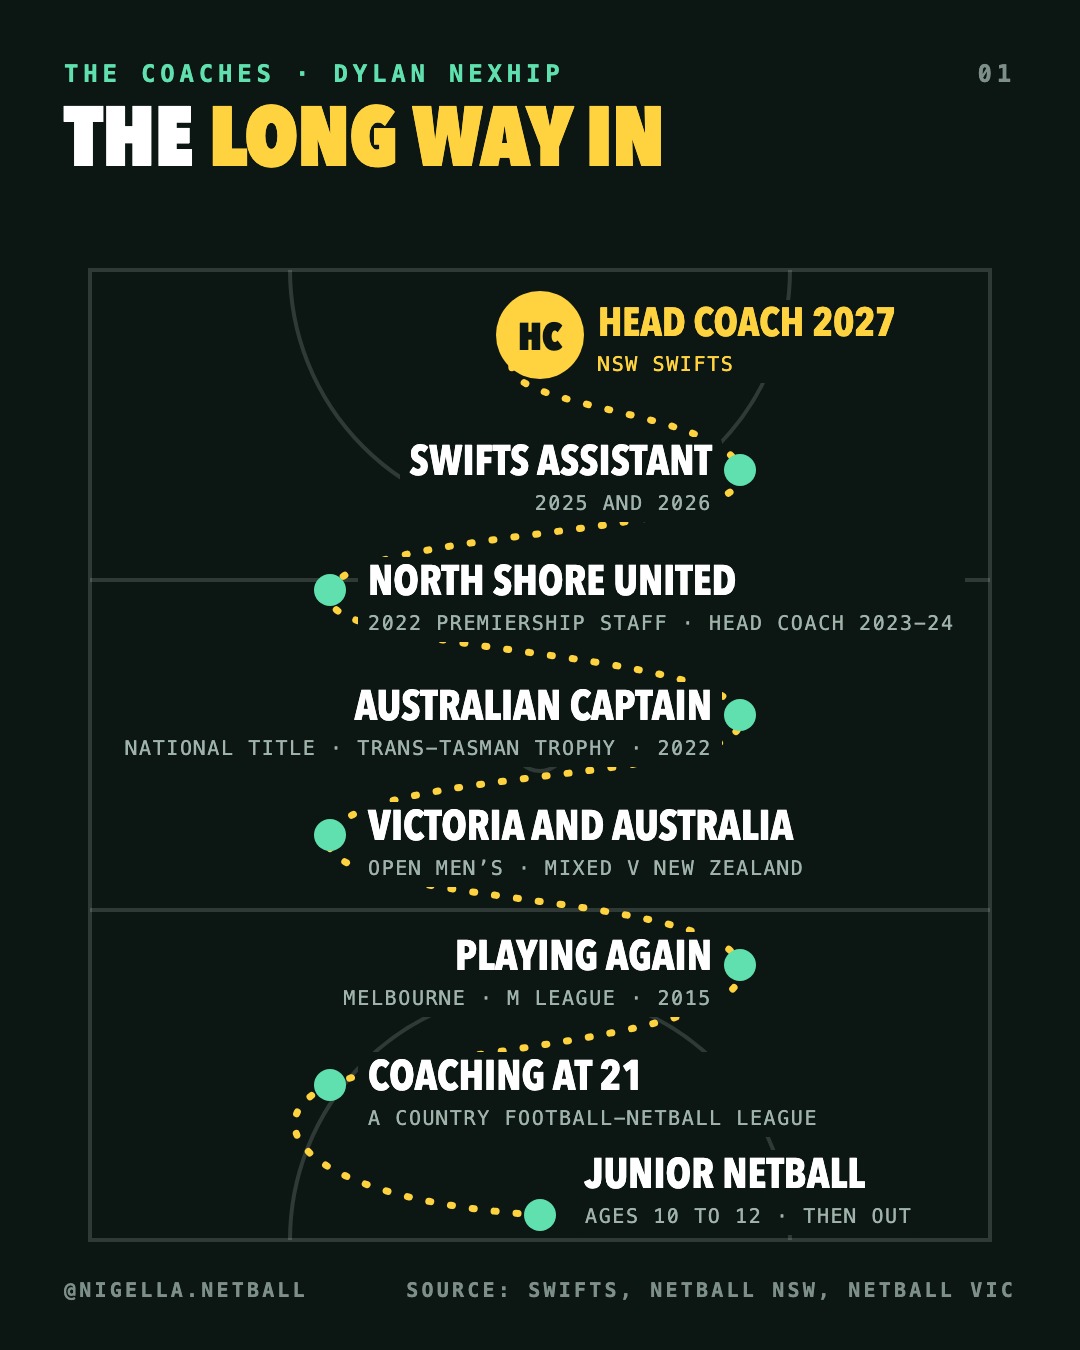 THE COACHES · DYLAN NEXHIP
01
THE LONG WAY IN
HC
HEAD COACH 2027
NSW SWIFTS
SWIFTS ASSISTANT
2025 AND 2026
NORTH SHORE UNITED
2022 PREMIERSHIP STAFF · HEAD COACH 2023–24
AUSTRALIAN CAPTAIN
NATIONAL TITLE · TRANS–TASMAN TROPHY · 2022
VICTORIA AND AUSTRALIA
OPEN MEN’S · MIXED V NEW ZEALAND
PLAYING AGAIN
MELBOURNE · M LEAGUE · 2015
COACHING AT 21
A COUNTRY FOOTBALL–NETBALL LEAGUE
JUNIOR NETBALL
AGES 10 TO 12 · THEN OUT
@NIGELLA.NETBALL
SOURCE: SWIFTS, NETBALL NSW, NETBALL VIC